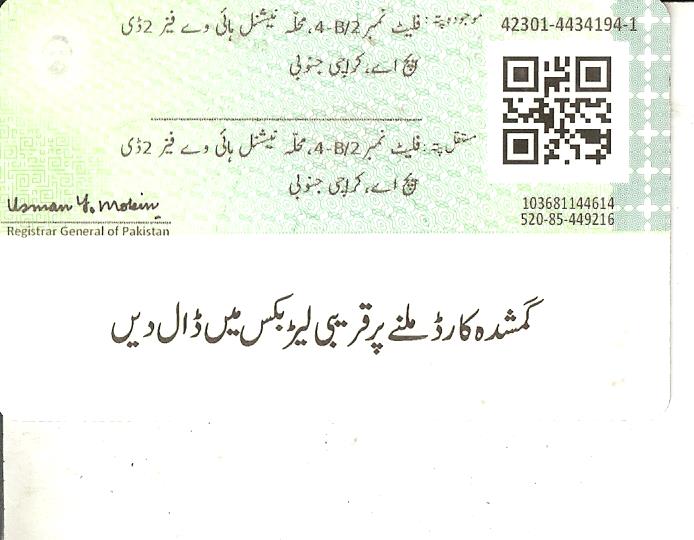 موجودہ پتہ: فلیٹ نمبر 4-B/2، محلّہ نیشنل ہائی وے فیز 2 ڈی
ایچ اے، کراچی جنوبی
42301-4434194-1
مستقل پتہ: فلیٹ نمبر 4-B/2، محلّہ نیشنل ہائی وے فیز 2 ڈی
ایچ اے، کراچی جنوبی
103681144614
520-85-449216
Usman Y. Mobin
Registrar General of Pakistan
گمشدہ کارڈ ملنے پر قریبی لیٹر بکس میں ڈال دیں